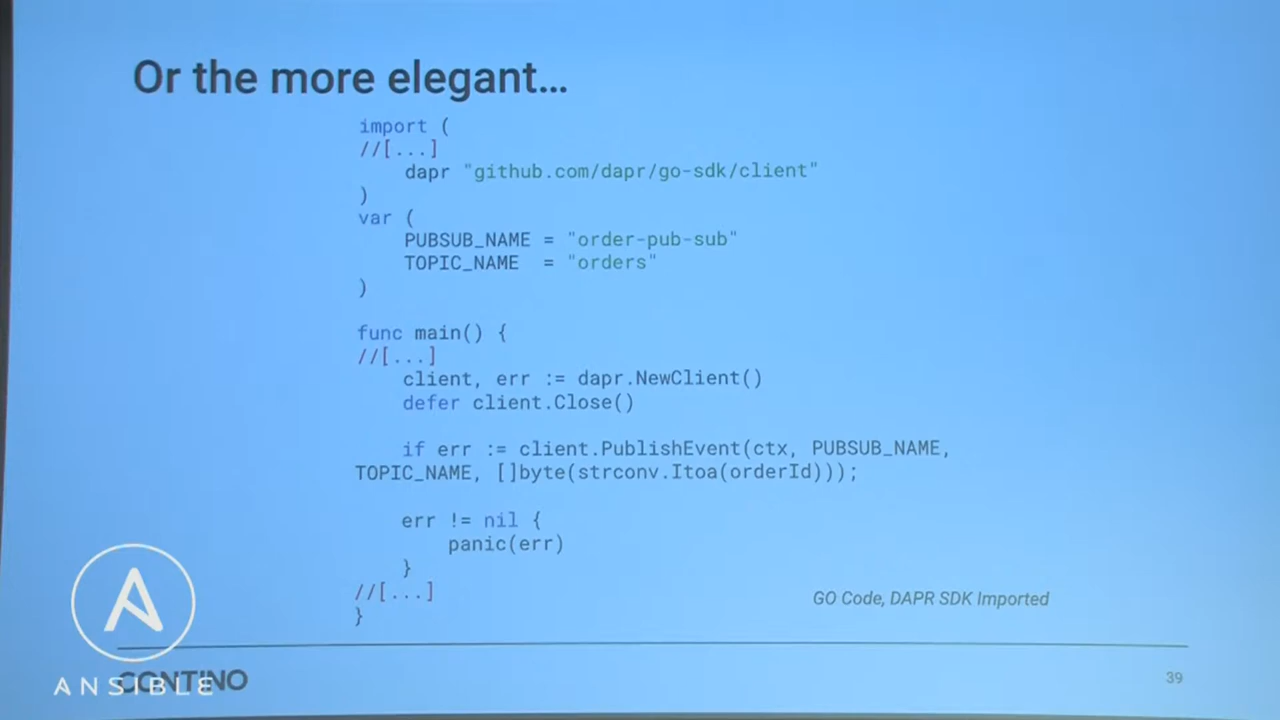 Or the more elegant…
import (
//[...]
    dapr "github.com/dapr/go-sdk/client"
)
var (
    PUBSUB_NAME = "order-pub-sub"
    TOPIC_NAME  = "orders"
)

func main() {
//[...]
    client, err := dapr.NewClient()
    defer client.Close()

    if err := client.PublishEvent(ctx, PUBSUB_NAME,
TOPIC_NAME, []byte(strconv.Itoa(orderId)));

    err != nil {
        panic(err)
    }
//[...]
}
GO Code, DAPR SDK Imported
CONTINO
ANSIBLE
39